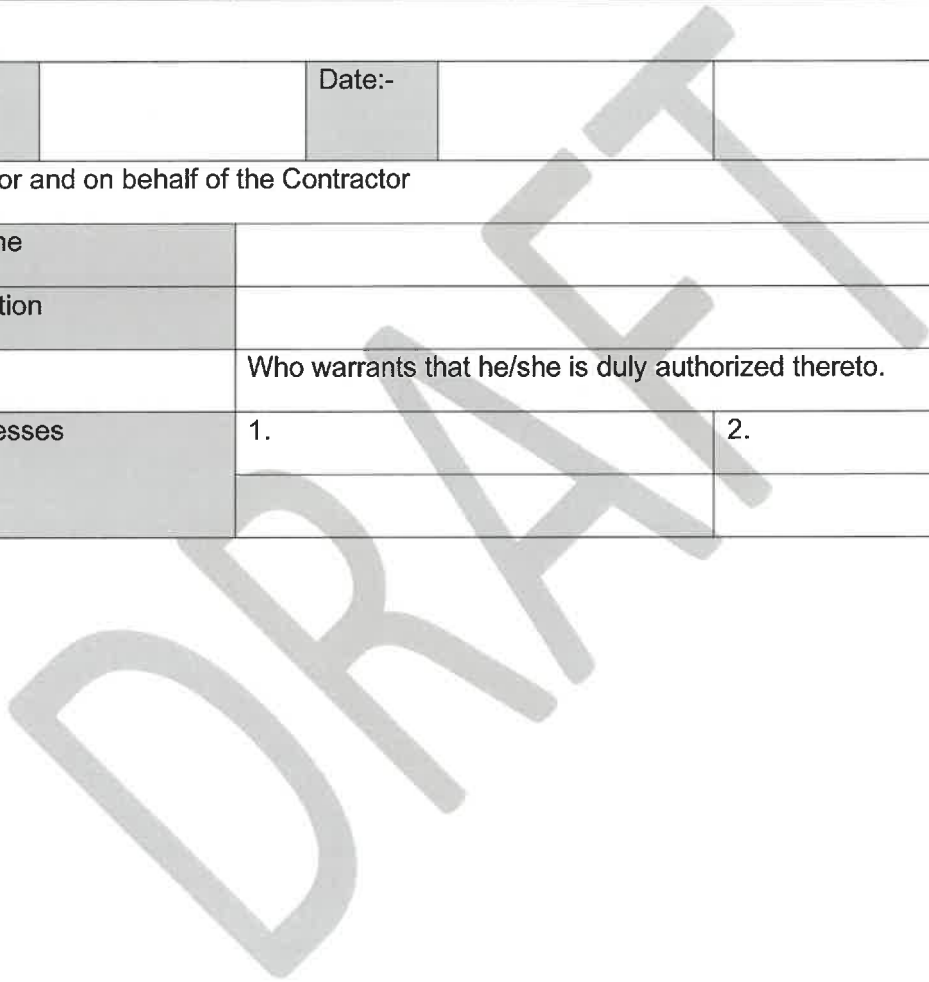 Date:-
or and on behalf of the Contractor
ne
tion
Who warrants that he/she is duly authorized thereto.
esses
1.
2.
DRAFT